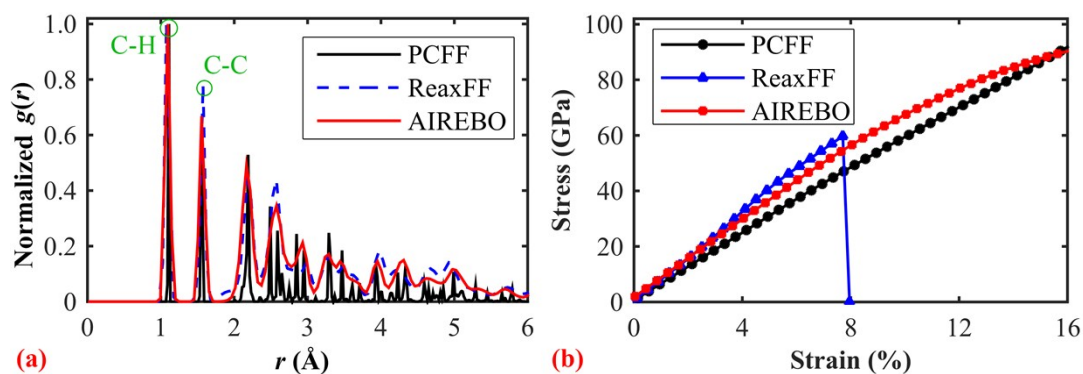 1.0
0.8
0.6
0.4
0.2
0
0 1 2 3 4 5 6
Normalized g(r)
r (Å)
C-H
C-C
PCFF
ReaxFF
AIREBO
(a)
100
80
60
40
20
0
0 4 8 12 16
Stress (GPa)
Strain (%)
PCFF
ReaxFF
AIREBO
(b)